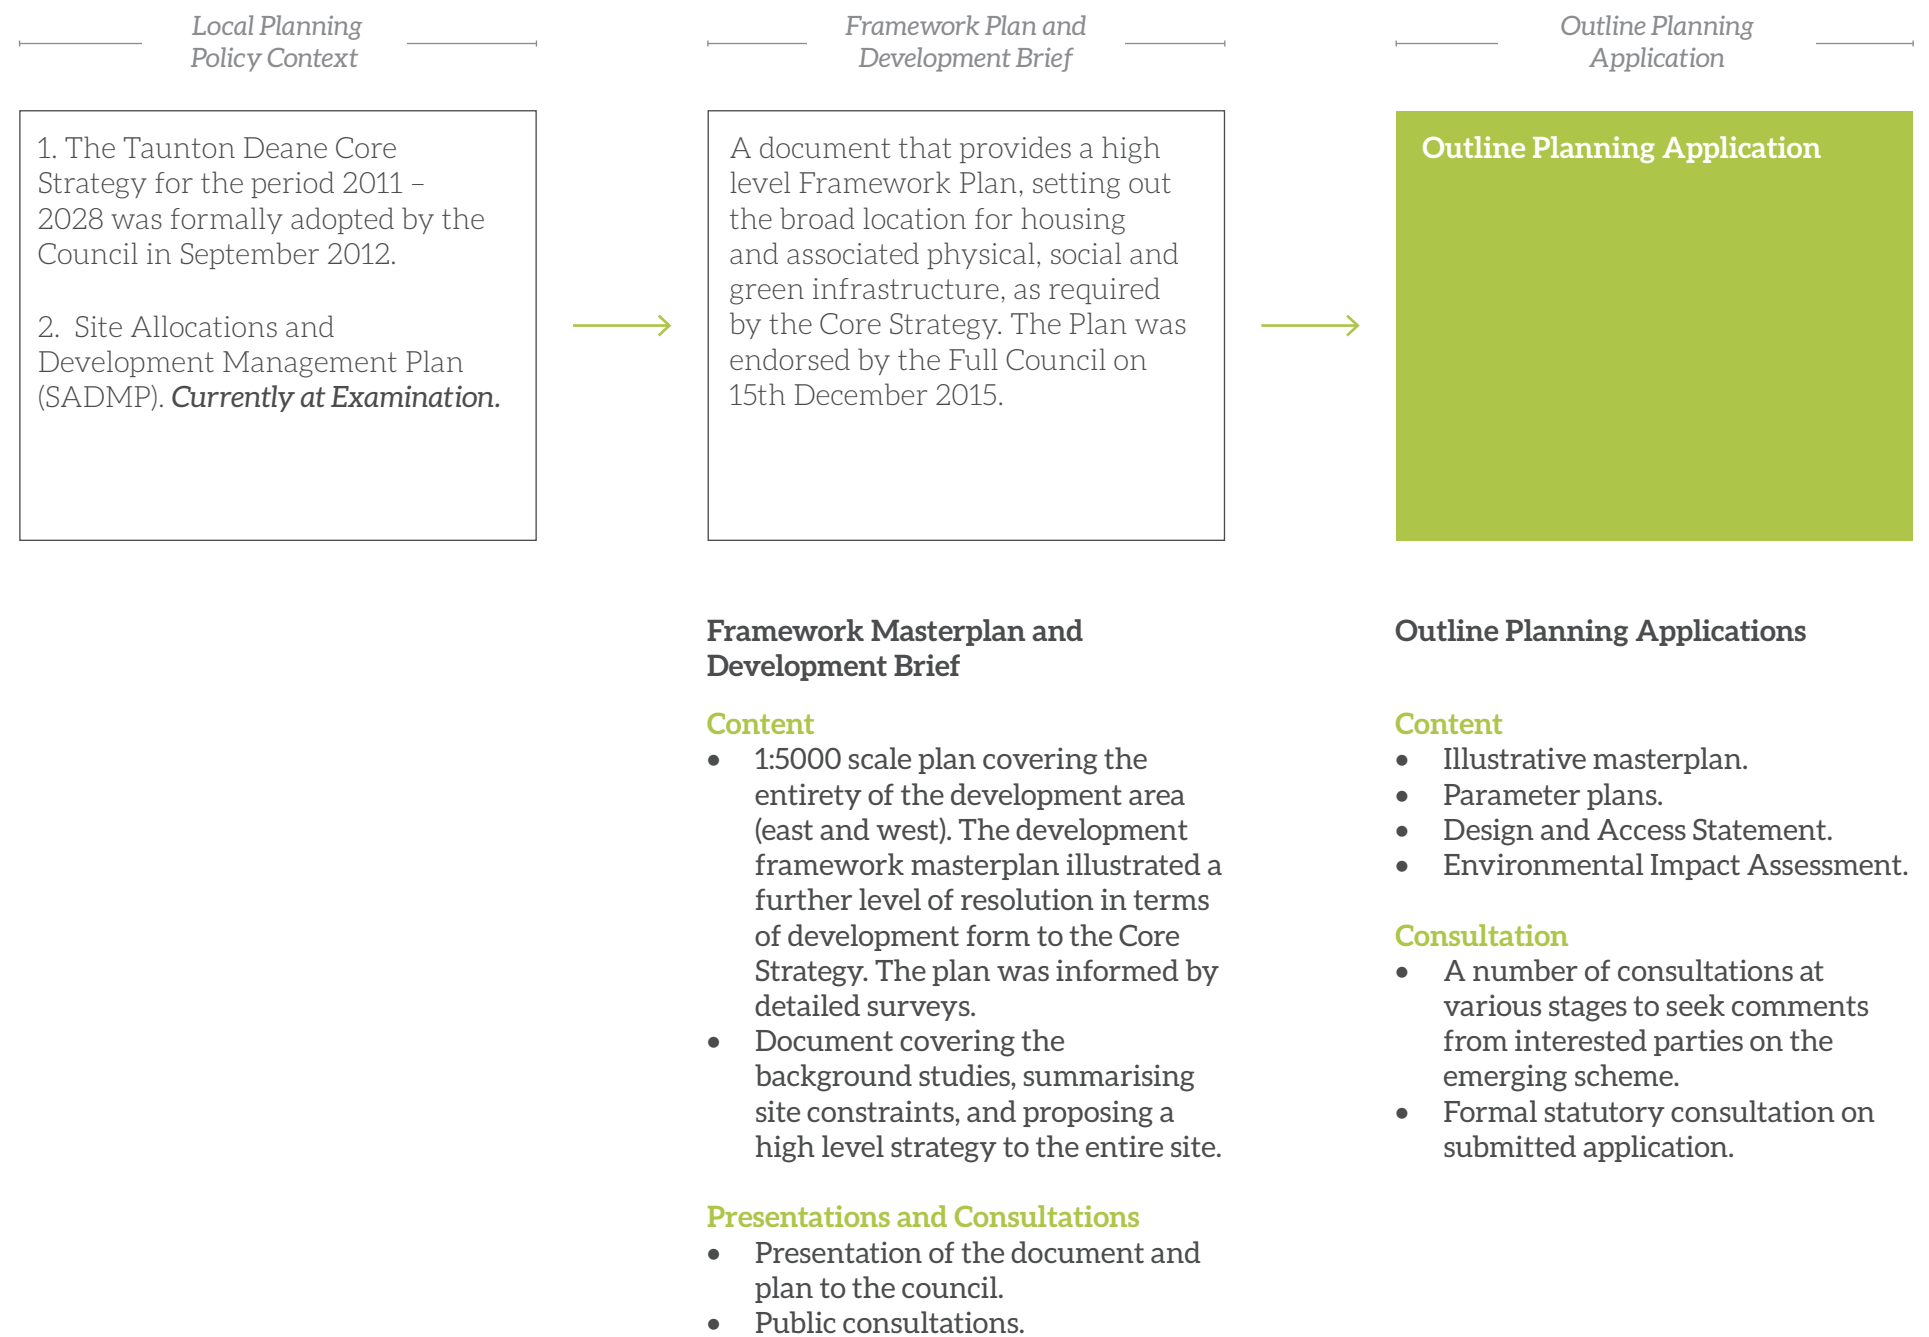 Local Planning
Policy Context
Framework Plan and
Development Brief
Outline Planning
Application
1. The Taunton Deane Core
Strategy for the period 2011 –
2028 was formally adopted by the
Council in September 2012.
2. Site Allocations and
Development Management Plan
(SADMP). Currently at Examination.
A document that provides a high
level Framework Plan, setting out
the broad location for housing
and associated physical, social and
green infrastructure, as required
by the Core Strategy. The Plan was
endorsed by the Full Council on
15th December 2015.
Outline Planning Application
Framework Masterplan and
Development Brief
Content
• 1:5000 scale plan covering the
entirety of the development area
(east and west). The development
framework masterplan illustrated a
further level of resolution in terms
of development form to the Core
Strategy. The plan was informed by
detailed surveys.
• Document covering the
background studies, summarising
site constraints, and proposing a
high level strategy to the entire site.
Presentations and Consultations
• Presentation of the document and
plan to the council.
• Public consultations.
Outline Planning Applications
Content
• Illustrative masterplan.
• Parameter plans.
• Design and Access Statement.
• Environmental Impact Assessment.
Consultation
• A number of consultations at
various stages to seek comments
from interested parties on the
emerging scheme.
• Formal statutory consultation on
submitted application.